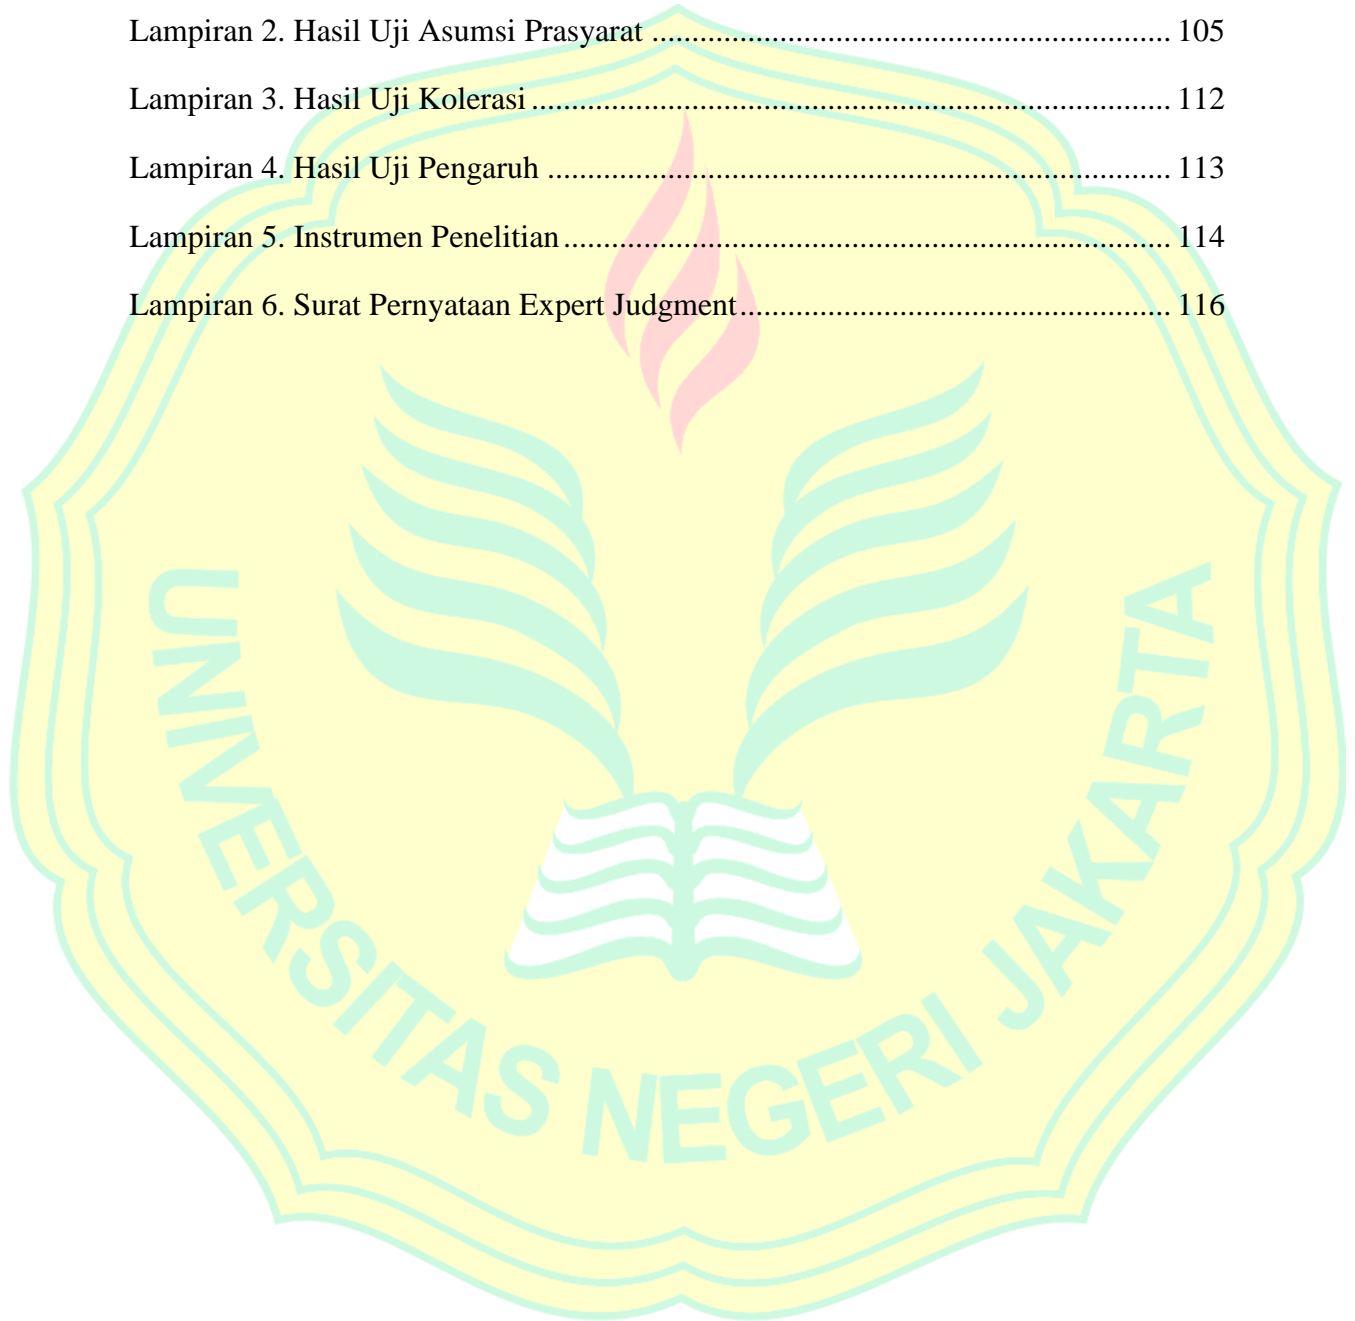 Lampiran 2. Hasil Uji Asumsi Prasyarat ................................................................ 105
Lampiran 3. Hasil Uji Kolerasi ............................................................................... 112
Lampiran 4. Hasil Uji Pengaruh ............................................................................. 113
Lampiran 5. Instrumen Penelitian ........................................................................... 114
Lampiran 6. Surat Pernyataan Expert Judgment ..................................................... 116
UNIVERSITAS NEGERI JAKARTA